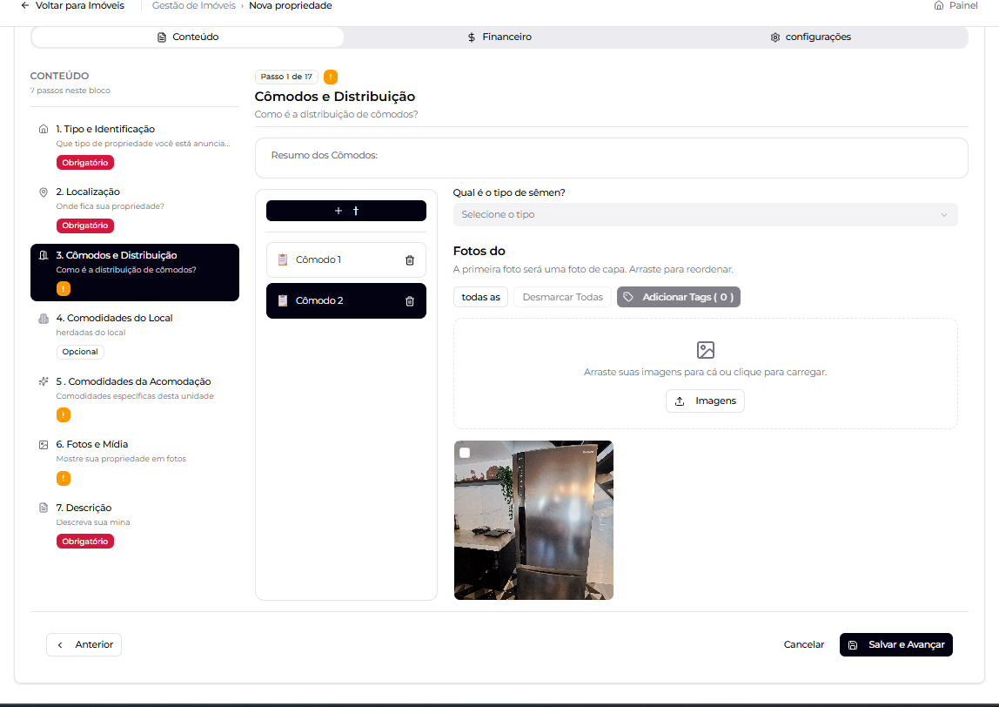 Voltar para Imóveis
Gestão de Imóveis › Nova propriedade
Painel
Conteúdo
Financeiro
configurações
CONTEÚDO
7 passos neste bloco
1. Tipo e Identificação
Que tipo de propriedade você está anuncia...
Obrigatório
2. Localização
Onde fica sua propriedade?
Obrigatório
3. Cômodos e Distribuição
Como é a distribuição de cômodos?
!
4. Comodidades do Local
herdadas do local
Opcional
5 . Comodidades da Acomodação
Comodidades específicas desta unidade
!
6. Fotos e Mídia
Mostre sua propriedade em fotos
!
7. Descrição
Descreva sua mina
Obrigatório
Passo 1 de 17 !
Cômodos e Distribuição
Como é a distribuição de cômodos?
Resumo dos Cômodos:
+ †
Cômodo 1
Cômodo 2
Qual é o tipo de sêmen?
Selecione o tipo
Fotos do
A primeira foto será uma foto de capa. Arraste para reordenar.
todas as
Desmarcar Todas
Adicionar Tags ( 0 )
Arraste suas imagens para cá ou clique para carregar.
Imagens
Anterior
Cancelar
Salvar e Avançar